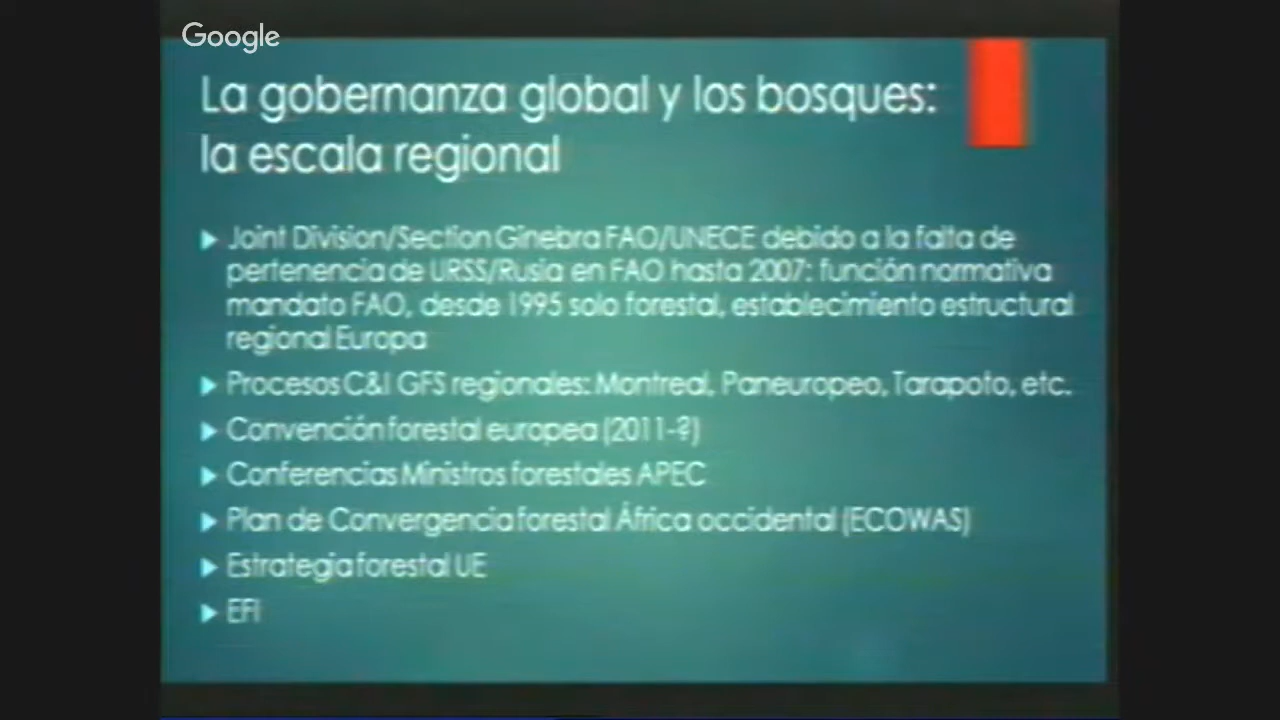 Google
La gobernanza global y los bosques:
la escala regional
Joint Division/Section Ginebra FAO/UNECE debido a la falta de
pertenencia de URSS/Rusia en FAO hasta 2007: función normativa
mandato FAO, desde 1995 solo forestal, establecimiento estructural
regional Europa
Procesos C&I GFS regionales: Montreal, Paneuropeo, Tarapoto, etc.
Convención forestal europea (2011-?)
Conferencias Ministros forestales APEC
Plan de Convergencia forestal África occidental (ECOWAS)
Estrategia forestal UE
EFI